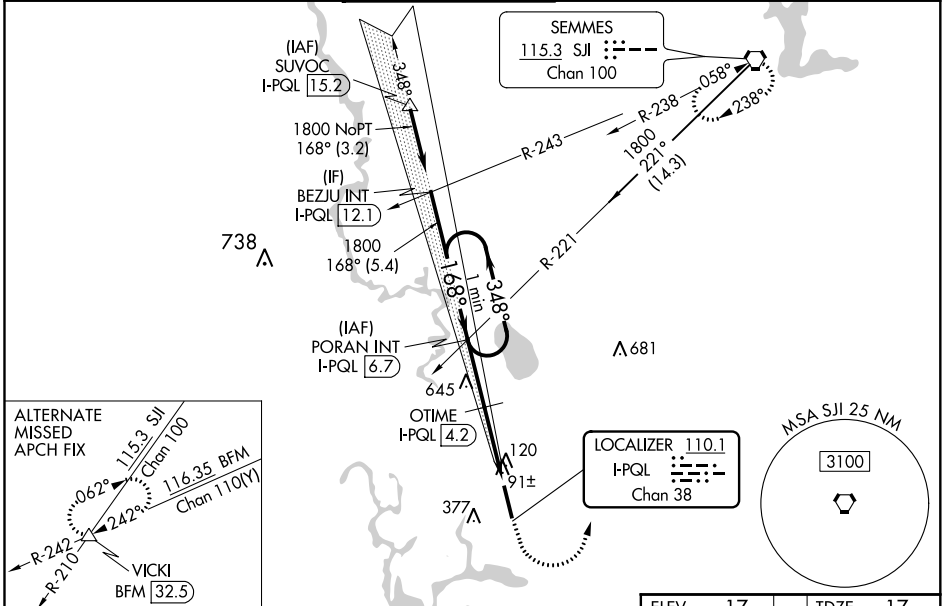 SEMMES
115.3 SJI
Chan 100
(IAF)
SUVOC
I-PQL 15.2
348°
1800 NoPT
168° (3.2)
(IF)
BEZJU INT
I-PQL 12.1
1800
168° (5.4)
R-243
R-238
058°
238°
1800
221°
(14.3)
R-221
738
168°
1 min
348°
(IAF)
PORAN INT
I-PQL 6.7
681
645
OTIME
I-PQL 4.2
120
91±
377
LOCALIZER 110.1
I-PQL
Chan 38
MSA SJI 25 NM
3100
ALTERNATE
MISSED
APCH FIX
115.3 SJI
Chan 100
116.35 BFM
Chan 110(Y)
062°
242°
R-242
R-210
VICKI
BFM 32.5
ELEV 17
TDZE 17